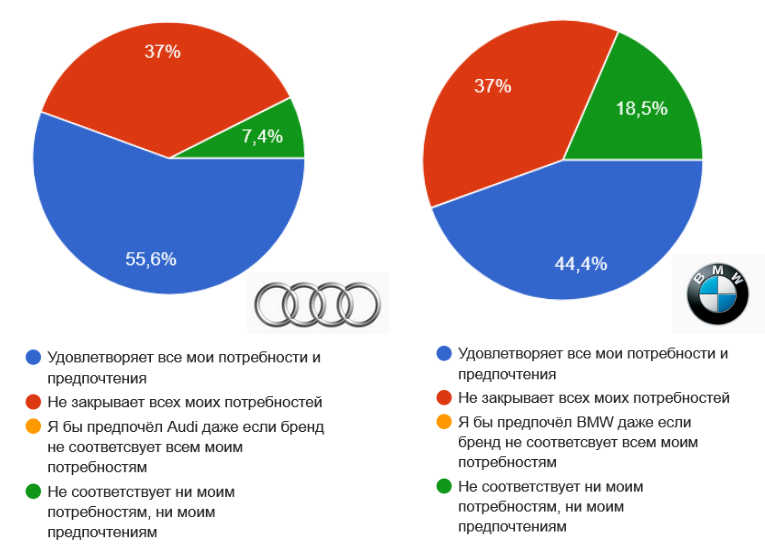 37%
7,4%
55,6%
Удовлетворяет все мои потребности и
предпочтения
Не закрывает всех моих потребностей
Я бы предпочёл Audi даже если бренд
не соответсвует всем моим
потребностям
Не соответствует ни моим
потребностям, ни моим
предпочтениям
37%
18,5%
44,4%
BMW
Удовлетворяет все мои потребности и
предпочтения
Не закрывает всех моих потребностей
Я бы предпочёл BMW даже если
бренд не соответсвует всем моим
потребностям
Не соответствует ни моим
потребностям, ни моим
предпочтениям